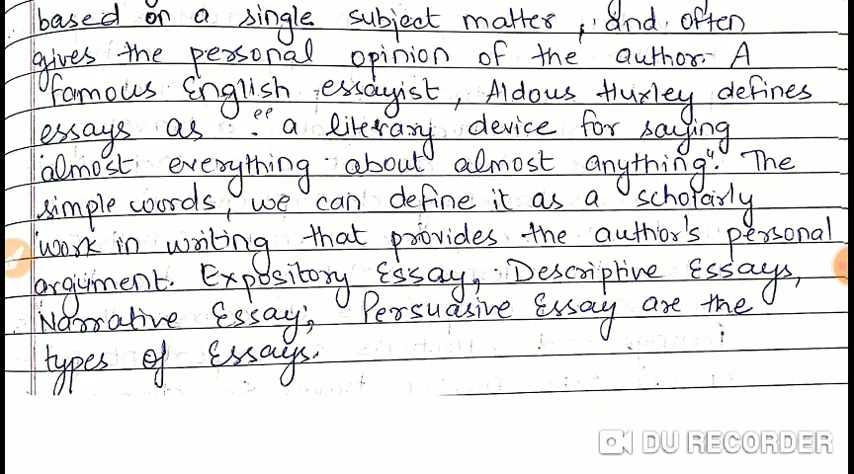 based on a single subject matter, and often
gives the personal opinion of the author. A
famous English essayist, Aldous Huxley defines
essays as "a literary device for saying
almost everything about almost anything". The
simple words, we can define it as a scholarly
work in writing that provides the author's personal
argument. Expository Essay, Descriptive Essays,
Narrative Essay, Persuasive Essay are the
types of Essays.
DU RECORDER